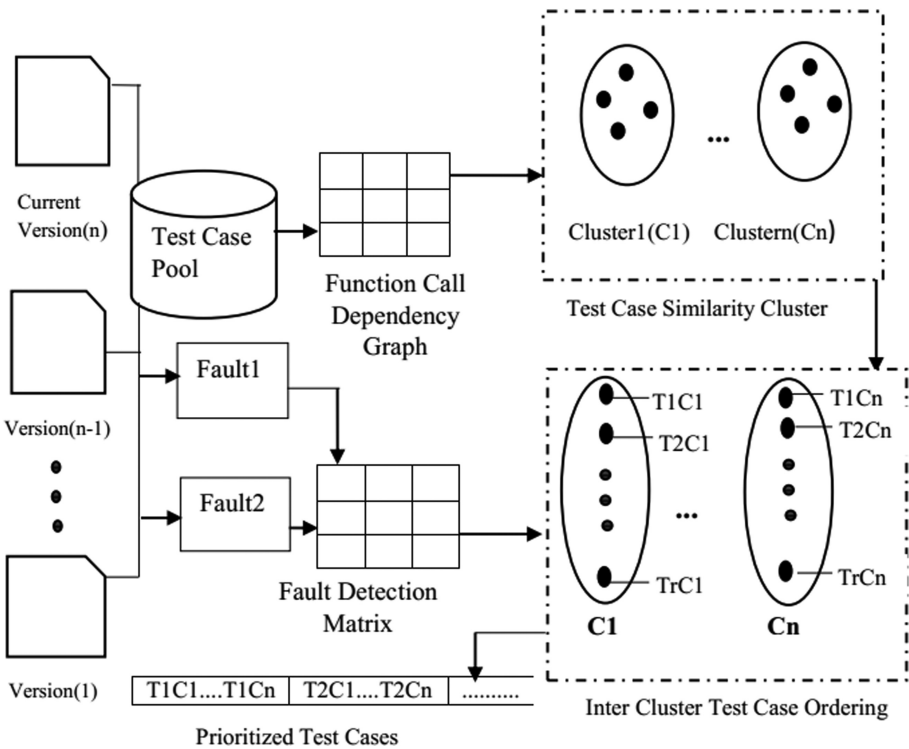 Current
Version(n)
Test Case
Pool
Function Call
Dependency
Graph
Cluster1(C1)
...
Clustern(Cn)
Test Case Similarity Cluster
Version(n-1)
Fault1
Fault2
Fault Detection
Matrix
Version(1)
T1C1
T2C1
TrC1
C1
...
T1Cn
T2Cn
TrCn
Cn
Inter Cluster Test Case Ordering
T1C1....T1Cn
T2C1....T2Cn
..........
Prioritized Test Cases